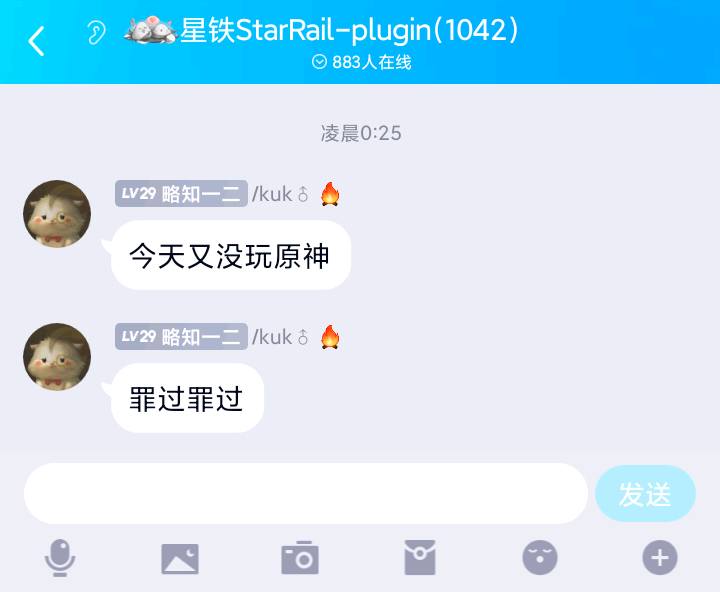 星铁StarRail-plugin(1042)
883人在线
凌晨0:25
LV29 略知一二 /kuk♂
今天又没玩原神
LV29 略知一二 /kuk♂
罪过罪过
发送